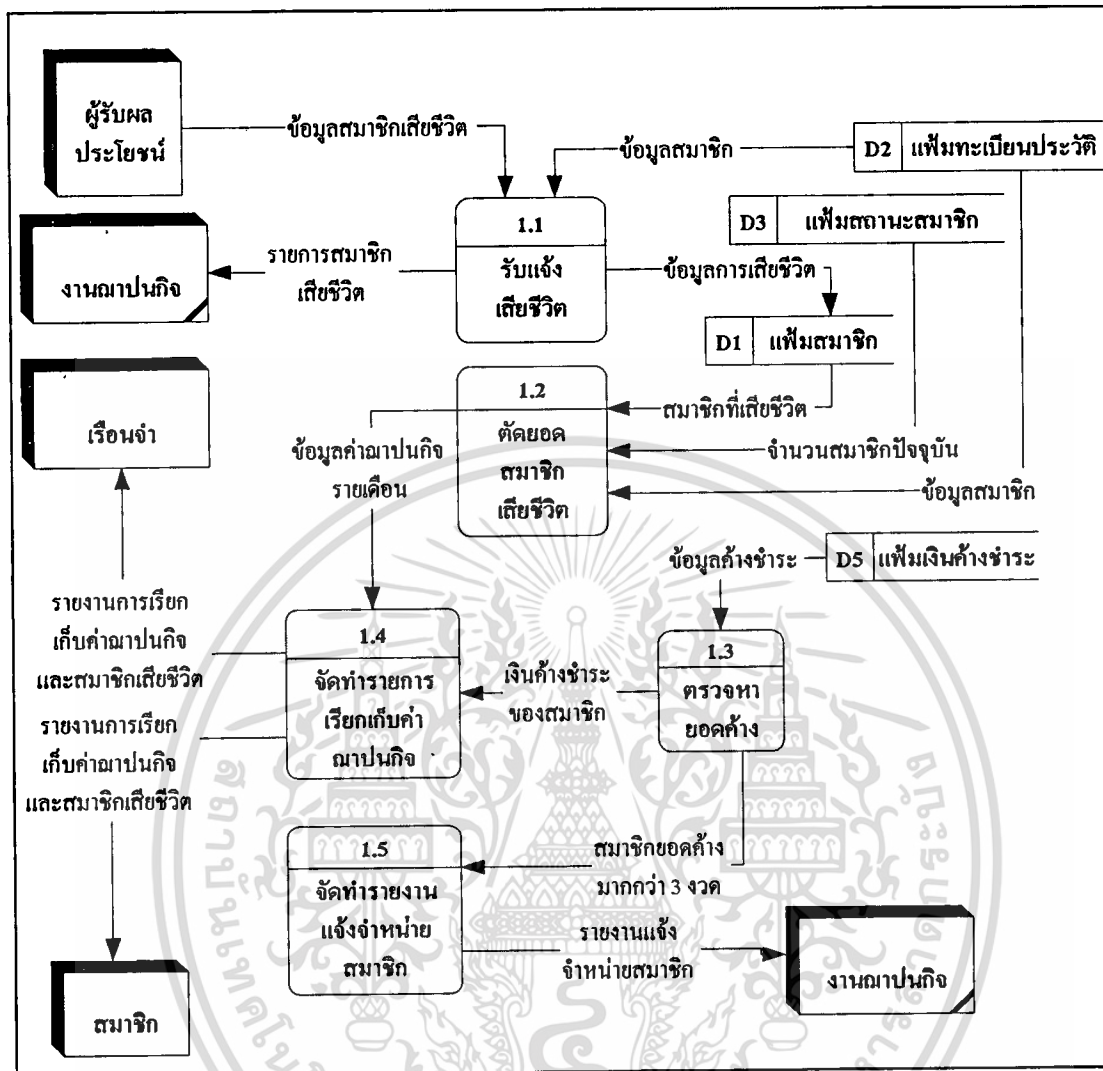 ผู้รับผล
ประโยชน์
ข้อมูลสมาชิกเสียชีวิต
ข้อมูลสมาชิก
D2 แฟ้มทะเบียนประวัติ
D3 แฟ้มสถานะสมาชิก
งานฌาปนกิจ
รายการสมาชิก
เสียชีวิต
1.1
รับแจ้ง
เสียชีวิต
ข้อมูลการเสียชีวิต
D1 แฟ้มสมาชิก
เรือนจำ
ข้อมูลค่าฌาปนกิจ
รายเดือน
1.2
ตัดยอด
สมาชิก
เสียชีวิต
สมาชิกที่เสียชีวิต
จำนวนสมาชิกปัจจุบัน
ข้อมูลสมาชิก
ข้อมูลค้างชำระ
D5 แฟ้มเงินค้างชำระ
รายงานการเรียก
เก็บค่าฌาปนกิจ
และสมาชิกเสียชีวิต
รายงานการเรียก
เก็บค่าฌาปนกิจ
และสมาชิกเสียชีวิต
1.4
จัดทำรายการ
เรียกเก็บค่า
ฌาปนกิจ
เงินค้างชำระ
ของสมาชิก
1.3
ตรวจหา
ยอดค้าง
1.5
จัดทำรายงาน
แจ้งจำหน่าย
สมาชิก
สมาชิกยอดค้าง
มากกว่า 3 งวด
รายงานแจ้ง
จำหน่ายสมาชิก
งานฌาปนกิจ
สมาชิก